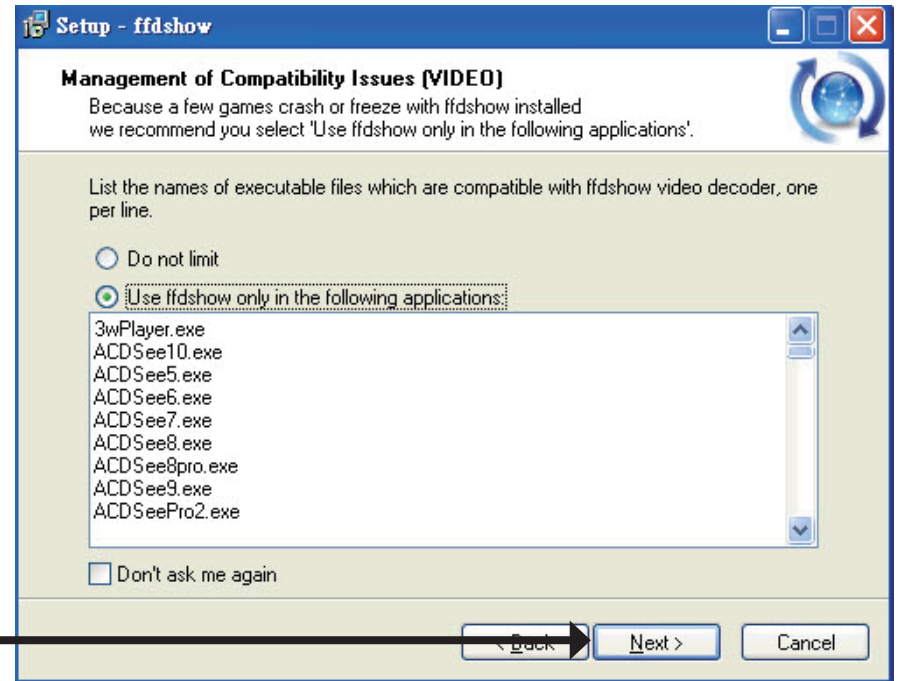 Setup - ffdshow
Management of Compatibility Issues (VIDEO)
Because a few games crash or freeze with ffdshow installed
we recommend you select 'Use ffdshow only in the following applications'.
List the names of executable files which are compatible with ffdshow video decoder, one
per line.
Do not limit
Use ffdshow only in the following applications:
3wPlayer.exe
ACDSee10.exe
ACDSee5.exe
ACDSee6.exe
ACDSee7.exe
ACDSee8.exe
ACDSee8pro.exe
ACDSee9.exe
ACDSeePro2.exe
Don't ask me again
< Back Next > Cancel